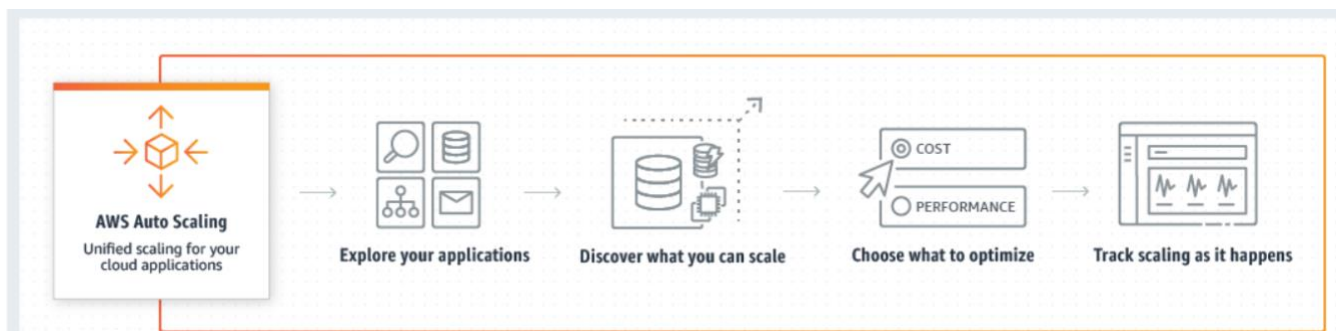 AWS Auto Scaling
Unified scaling for your
cloud applications
Explore your applications
Discover what you can scale
COST
PERFORMANCE
Choose what to optimize
Track scaling as it happens